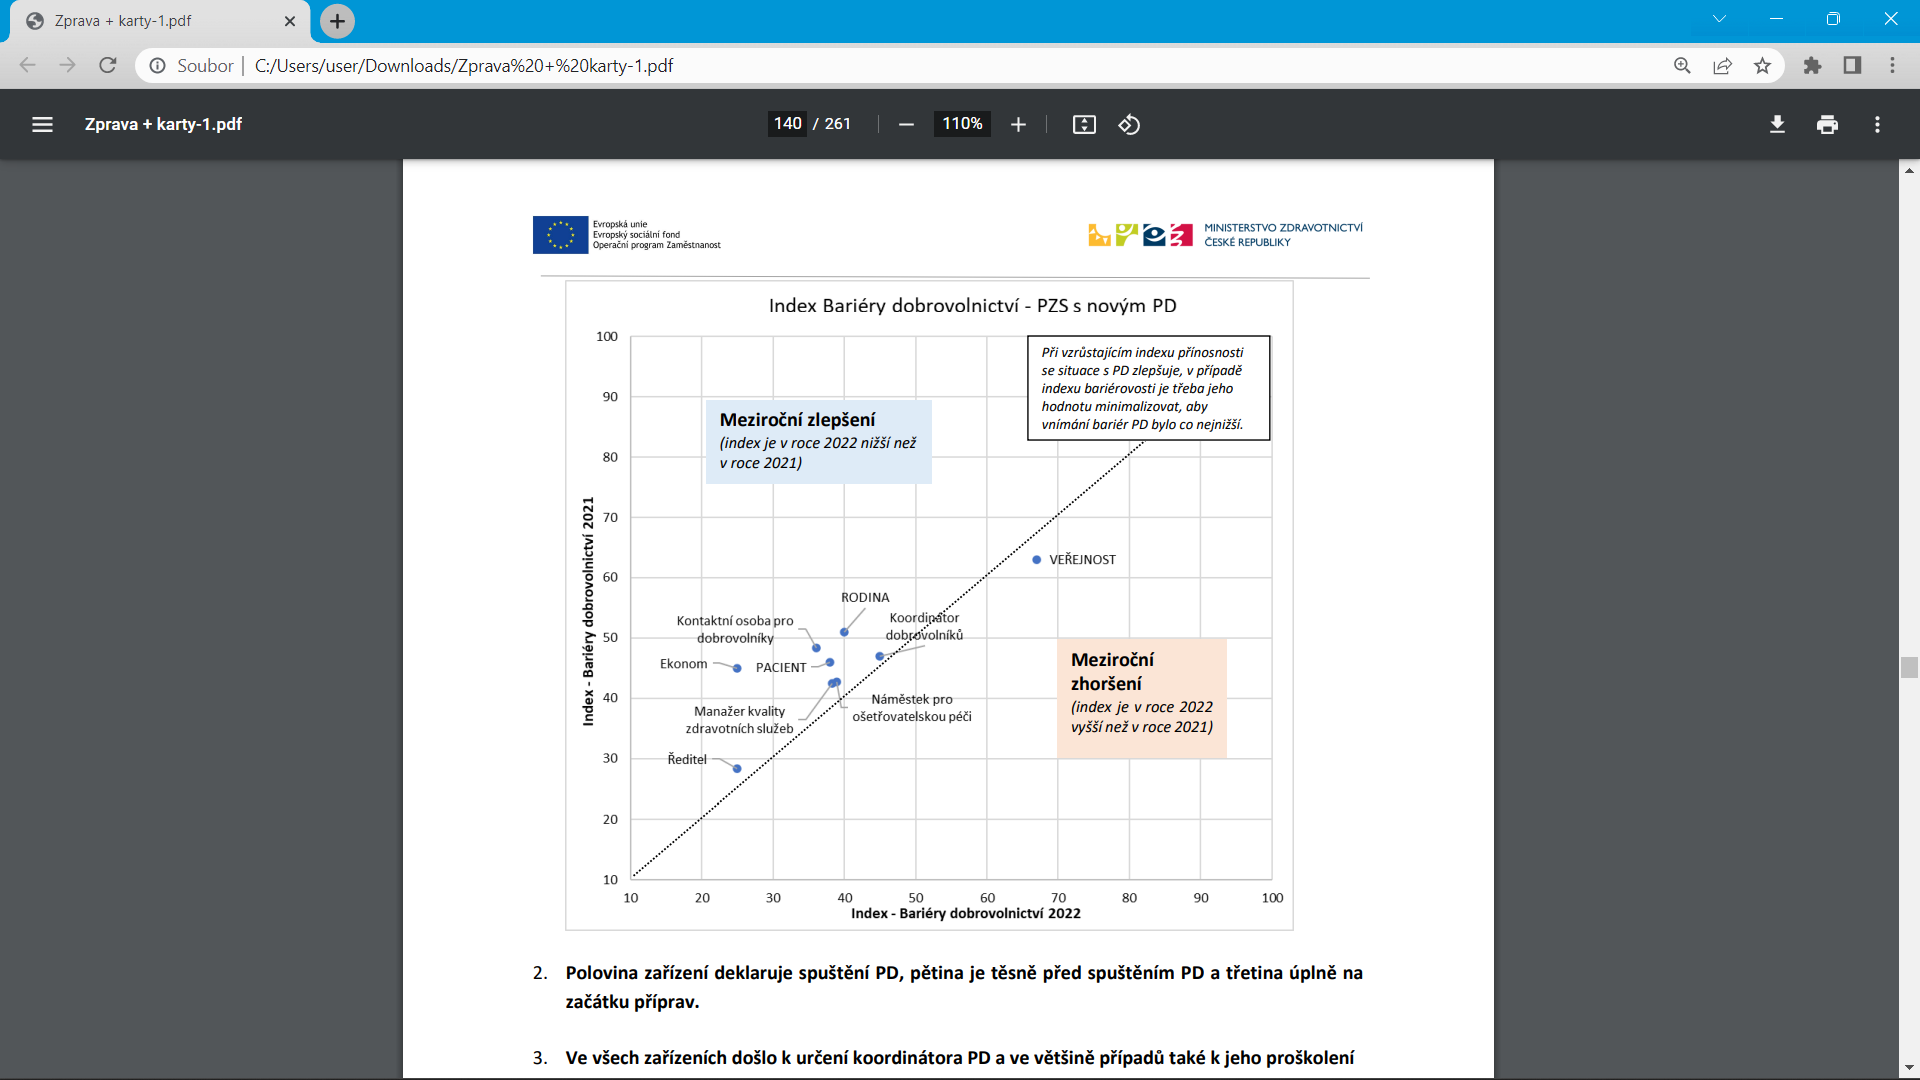 Zprava + karty-1.pdf
Soubor
C:/Users/user/Downloads/Zprava%20+%20karty-1.pdf
Zprava + karty-1.pdf
140 / 261
110%
Evropská unie
Evropský sociální fond
Operační program Zaměstnanost
MINISTERSTVO ZDRAVOTNICTVÍ
ČESKÉ REPUBLIKY
Index Bariéry dobrovolnictví - PZS s novým PD
Při vzrůstajícím indexu přínosnosti
se situace s PD zlepšuje, v případě
indexu bariérovosti je třeba jeho
hodnotu minimalizovat, aby
vnímání bariér PD bylo co nejnižší.
Meziroční zlepšení
(index je v roce 2022 nižší než
v roce 2021)
100
90
80
70
60
50
40
30
20
10
Index - Bariéry dobrovolnictví 2021
VEŘEJNOST
RODINA
Kontaktní osoba pro
dobrovolníky
Koordinátor
dobrovolníků
Ekonom
PACIENT
Manažer kvality
zdravotních služeb
Náměstek pro
ošetřovatelskou péči
Ředitel
Meziroční
zhoršení
(index je v roce 2022
vyšší než v roce 2021)
10 20 30 40 50 60 70 80 90 100
Index - Bariéry dobrovolnictví 2022
2. Polovina zařízení deklaruje spuštění PD, pětina je těsně před spuštěním PD a třetina úplně na
začátku příprav.
3. Ve všech zařízeních došlo k určení koordinátora PD a ve většině případů také k jeho proškolení